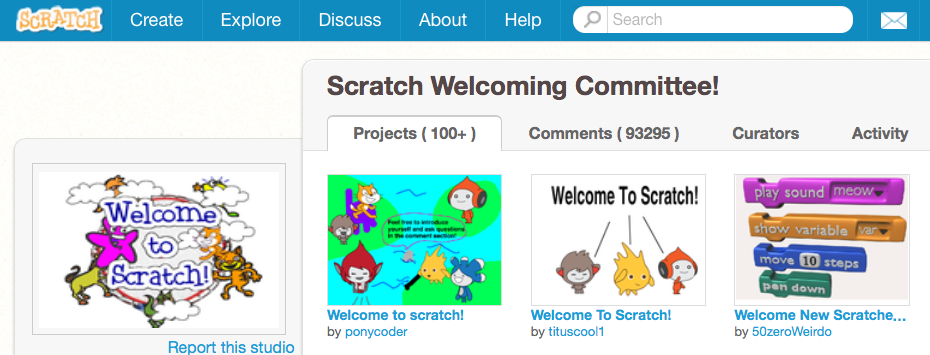 SCRATCH Create Explore Discuss About Help Search
Scratch Welcoming Committee!
Projects ( 100+ ) Comments ( 93295 ) Curators Activity
Welcome
to
Scratch!
Feel free to introduce
yourself and ask questions
in the comment section!
Welcome To Scratch!
play sound meow
show variable var
move 10 steps
pen down
Welcome to scratch! Welcome To Scratch! Welcome New Scratche...
by ponycoder by tituscool1 by 50zeroWeirdo
Report this studio